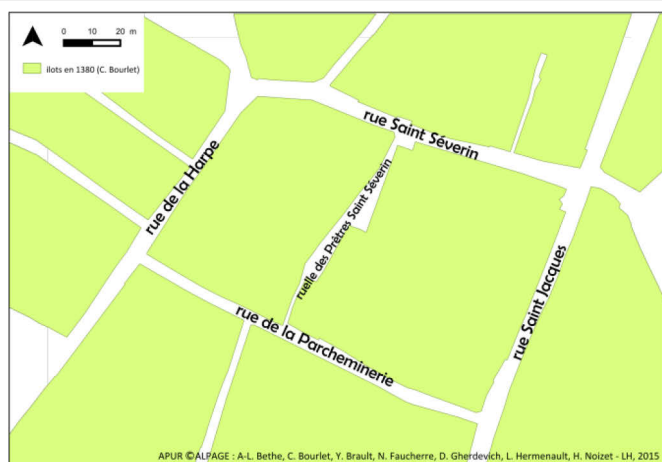 0 10 20 m
ilots en 1380 (C. Bourlet)
rue Saint Séverin
rue de la Harpe
ruelle des Prêtres Saint Séverin
rue Saint Jacques
rue de la Parcheminerie
APUR ©ALPAGE : A-L. Bethe, C. Bourlet, Y. Brault, N. Faucherre, D. Gherdevich, L. Hermenault, H. Noizet - LH, 2015